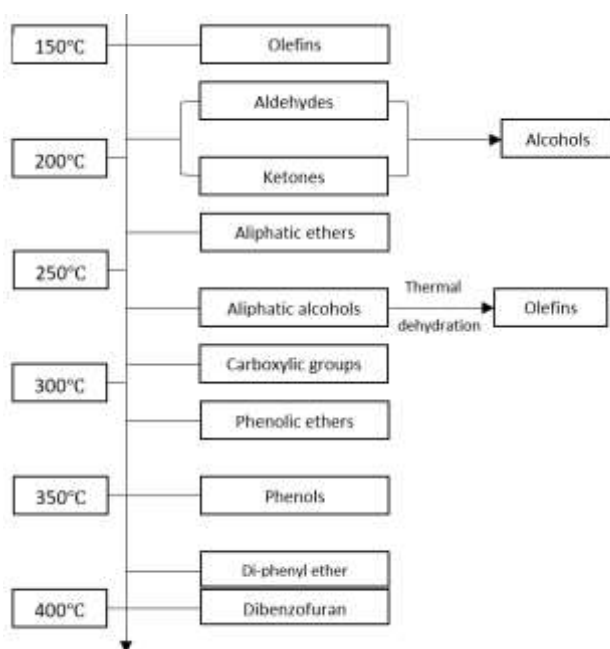 150°C
Olefins
Aldehydes
200°C
Ketones
Alcohols
Aliphatic ethers
250°C
Aliphatic alcohols
Thermal
dehydration
Olefins
Carboxylic groups
300°C
Phenolic ethers
350°C
Phenols
Di-phenyl ether
400°C
Dibenzofuran